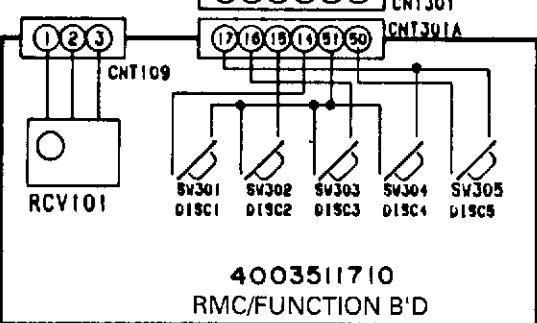 CNT301
CNT301A
1 2 3
17 16 15 14 51 50
CNT109
RCV101
SW301 SW302 SW303 SW304 SW305
DISC1 DISC2 DISC3 DISC4 DISC5
4003511710
RMC/FUNCTION B'D